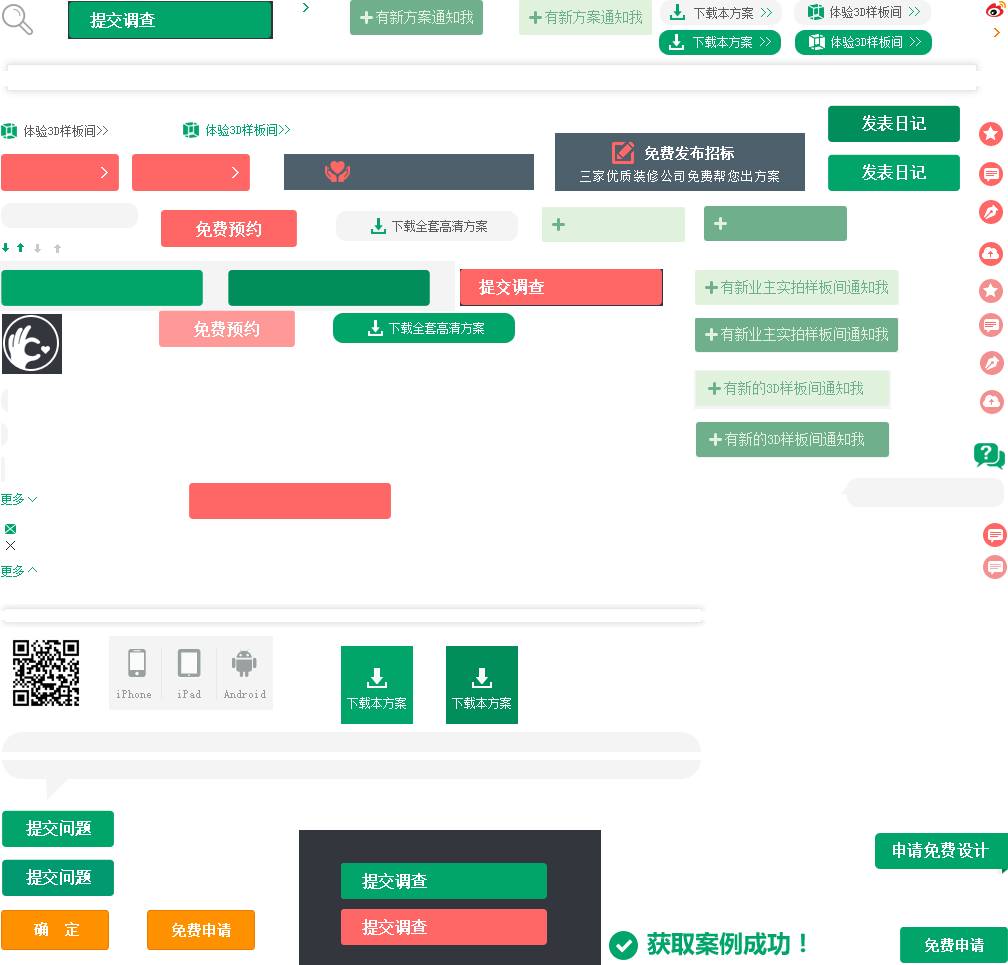 提交调查
有新方案通知我
有新方案通知我
下载本方案 >>
体验3D样板间 >>
下载本方案 >>
体验3D样板间 >>
体验3D样板间>>
体验3D样板间>>
发表日记
免费发布招标
三家优质装修公司免费帮您出方案
发表日记
免费预约
下载全套高清方案
提交调查
有新业主实拍样板间通知我
免费预约
下载全套高清方案
有新业主实拍样板间通知我
有新的3D样板间通知我
有新的3D样板间通知我
更多
更多
iPhone
iPad
Android
下载本方案
下载本方案
提交问题
提交问题
申请免费设计
提交调查
提交调查
确 定
免费申请
获取案例成功！
免费申请